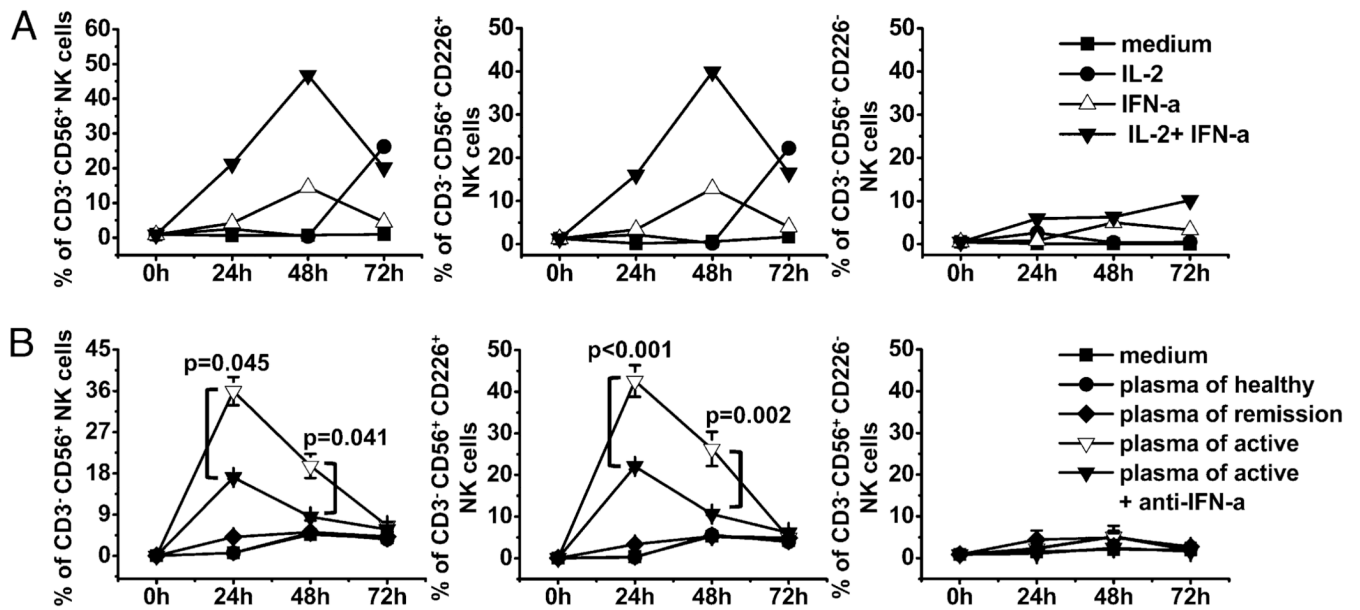 A
% of CD3⁻ CD56⁺ NK cells
60
50
40
30
20
10
0
0h 24h 48h 72h
% of CD3⁻ CD56⁺ CD226⁺
NK cells
50
40
30
20
10
0
0h 24h 48h 72h
% of CD3⁻ CD56⁺ CD226⁻
NK cells
50
40
30
20
10
0
0h 24h 48h 72h
medium
IL-2
IFN-a
IL-2+ IFN-a
B
% of CD3⁻ CD56⁺ NK cells
45
36
27
18
9
0
p=0.045
p=0.041
0h 24h 48h 72h
% of CD3⁻ CD56⁺ CD226⁺
NK cells
50
40
30
20
10
0
p<0.001
p=0.002
0h 24h 48h 72h
% of CD3⁻ CD56⁺ CD226⁻
NK cells
50
40
30
20
10
0
0h 24h 48h 72h
medium
plasma of healthy
plasma of remission
plasma of active
plasma of active
+ anti-IFN-a